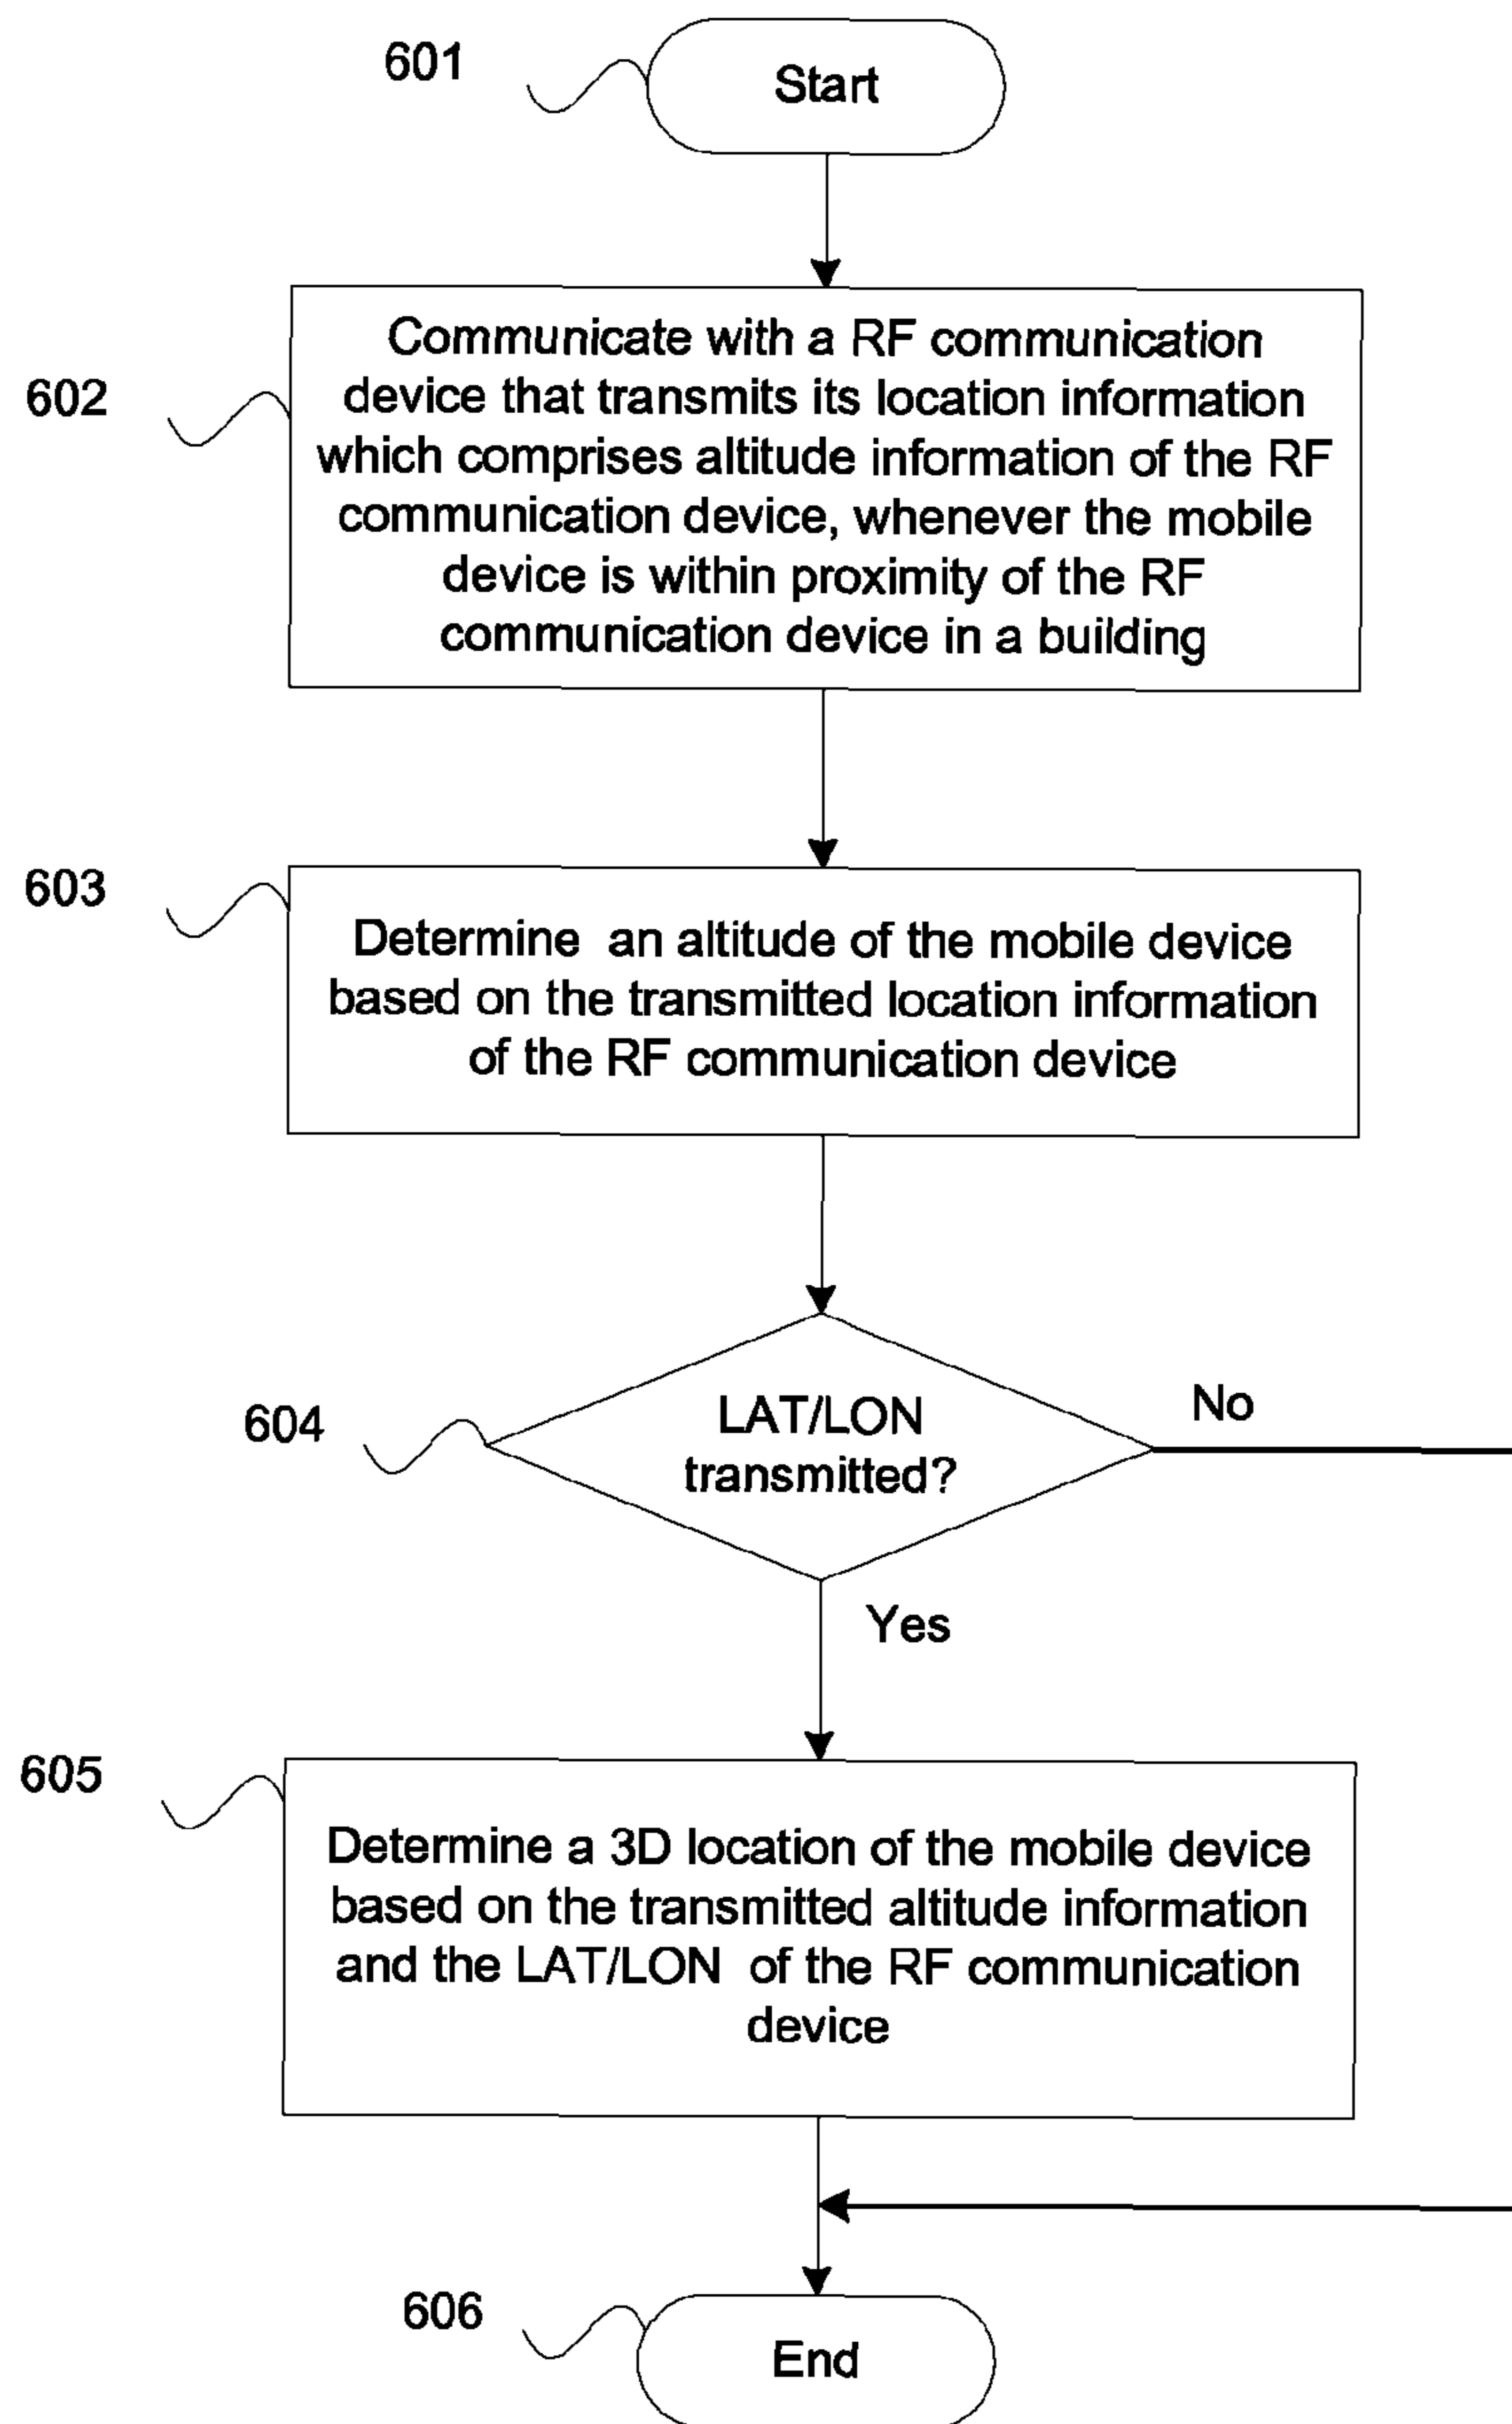 601
Start
602
Communicate with a RF communication
device that transmits its location information
which comprises altitude information of the RF
communication device, whenever the mobile
device is within proximity of the RF
communication device in a building
603
Determine an altitude of the mobile device
based on the transmitted location information
of the RF communication device
604
LAT/LON
transmitted?
No
Yes
605
Determine a 3D location of the mobile device
based on the transmitted altitude information
and the LAT/LON of the RF communication
device
606
End